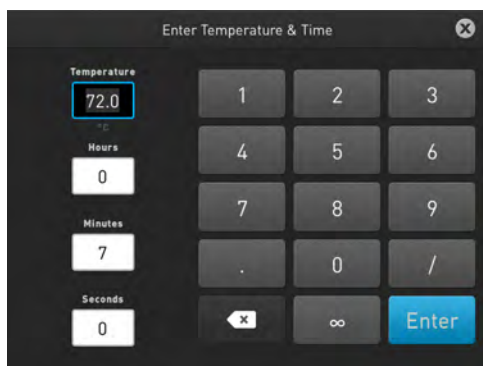 Enter Temperature & Time
Temperature
72.0
°C
Hours
0
Minutes
7
Seconds
0
1 2 3
4 5 6
7 8 9
. 0 /
∞ Enter